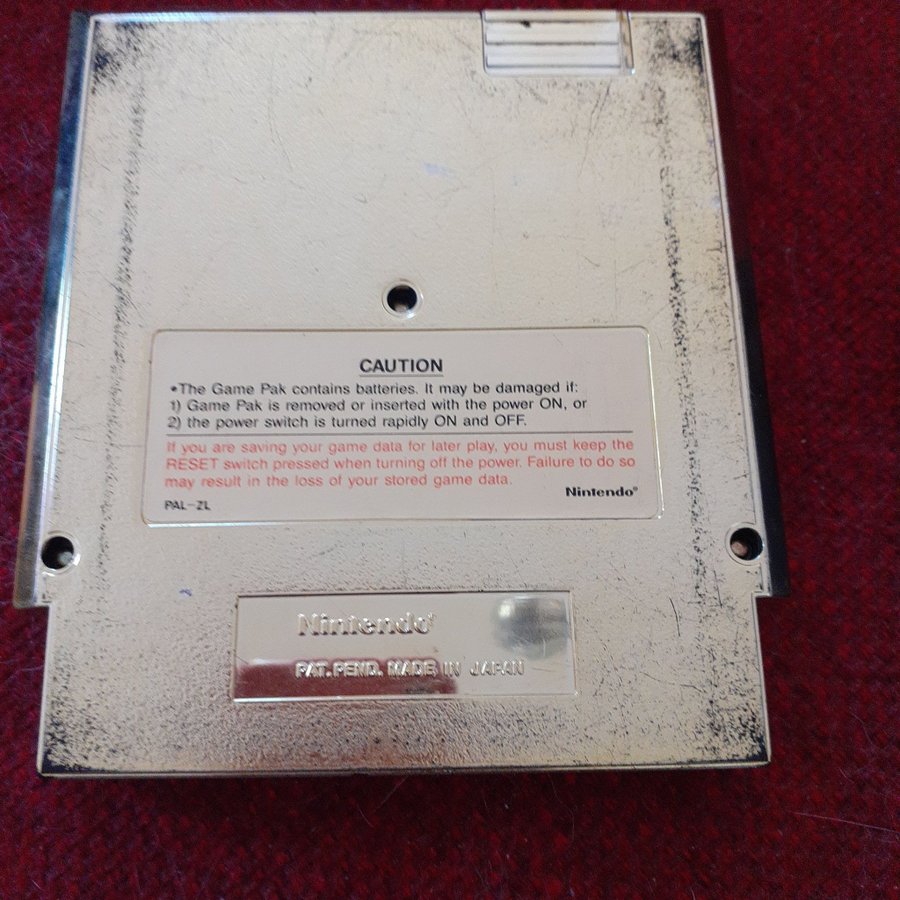 CAUTION
•The Game Pak contains batteries. It may be damaged if:
1) Game Pak is removed or inserted with the power ON, or
2) the power switch is turned rapidly ON and OFF.
If you are saving your game data for later play, you must keep the
RESET switch pressed when turning off the power. Failure to do so
may result in the loss of your stored game data.
Nintendo®
PAL-ZL
Nintendo®
PAT. PEND. MADE IN JAPAN